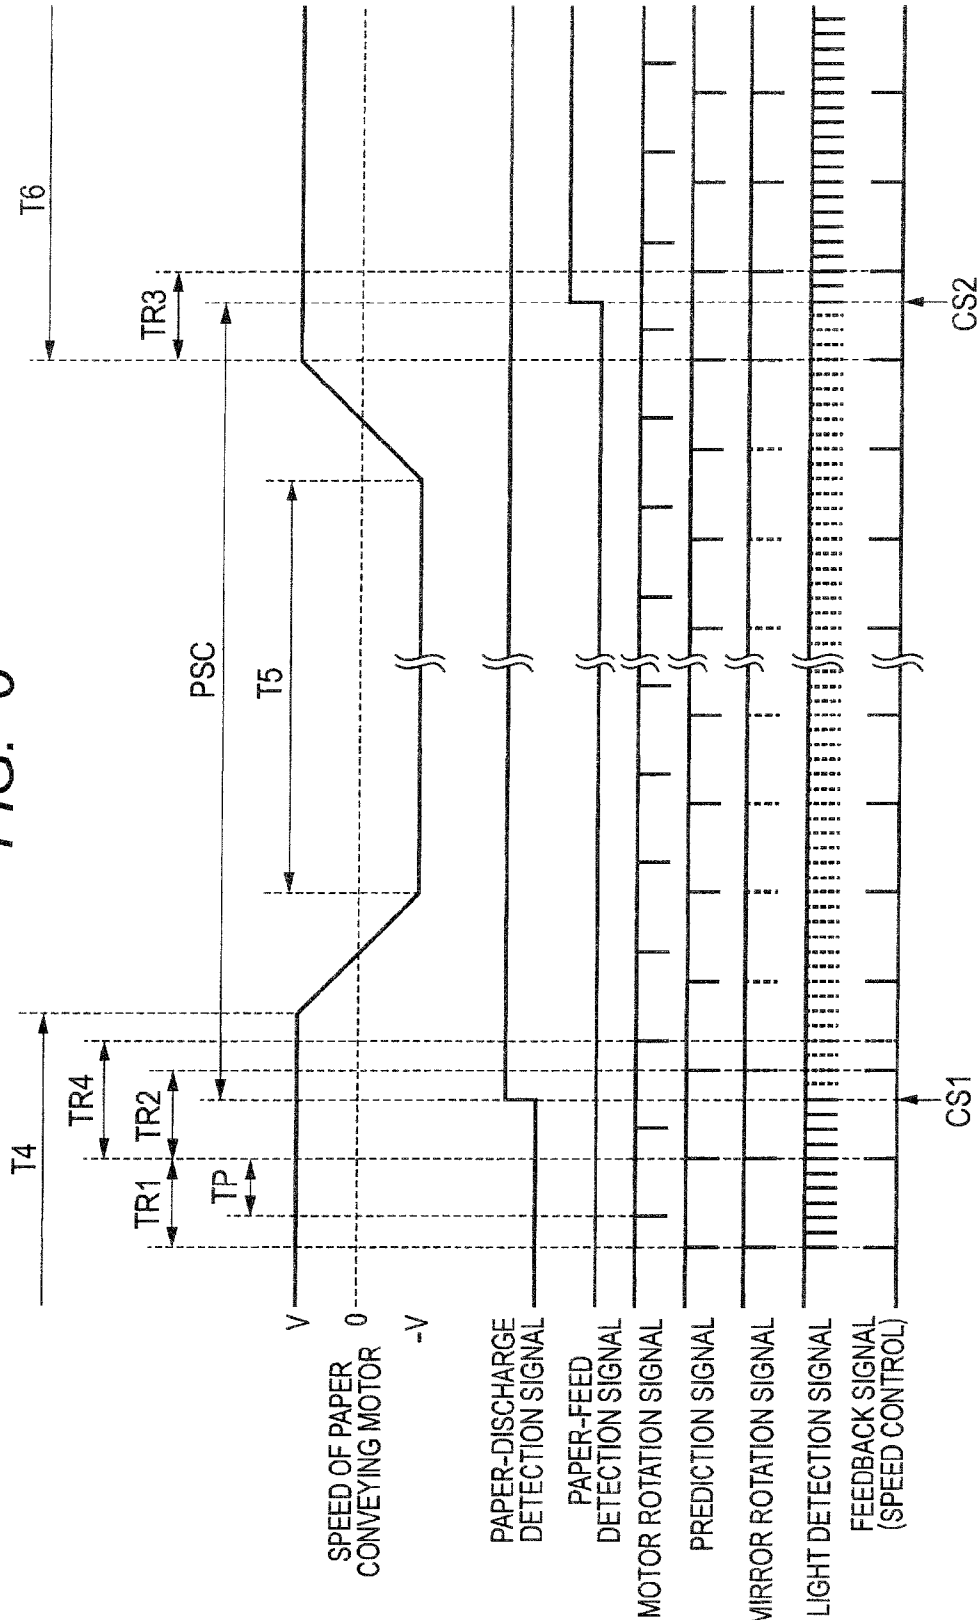 FIG.
T4
T6
TR4
TR1
TR2
TR3
TP
PSC
T5
V
0
-V
SPEED OF PAPER
CONVEYING MOTOR
PAPER-DISCHARGE
DETECTION SIGNAL
PAPER-FEED
DETECTION SIGNAL
MOTOR ROTATION SIGNAL
PREDICTION SIGNAL
MIRROR ROTATION SIGNAL
LIGHT DETECTION SIGNAL
FEEDBACK SIGNAL
(SPEED CONTROL)
CS1
CS2